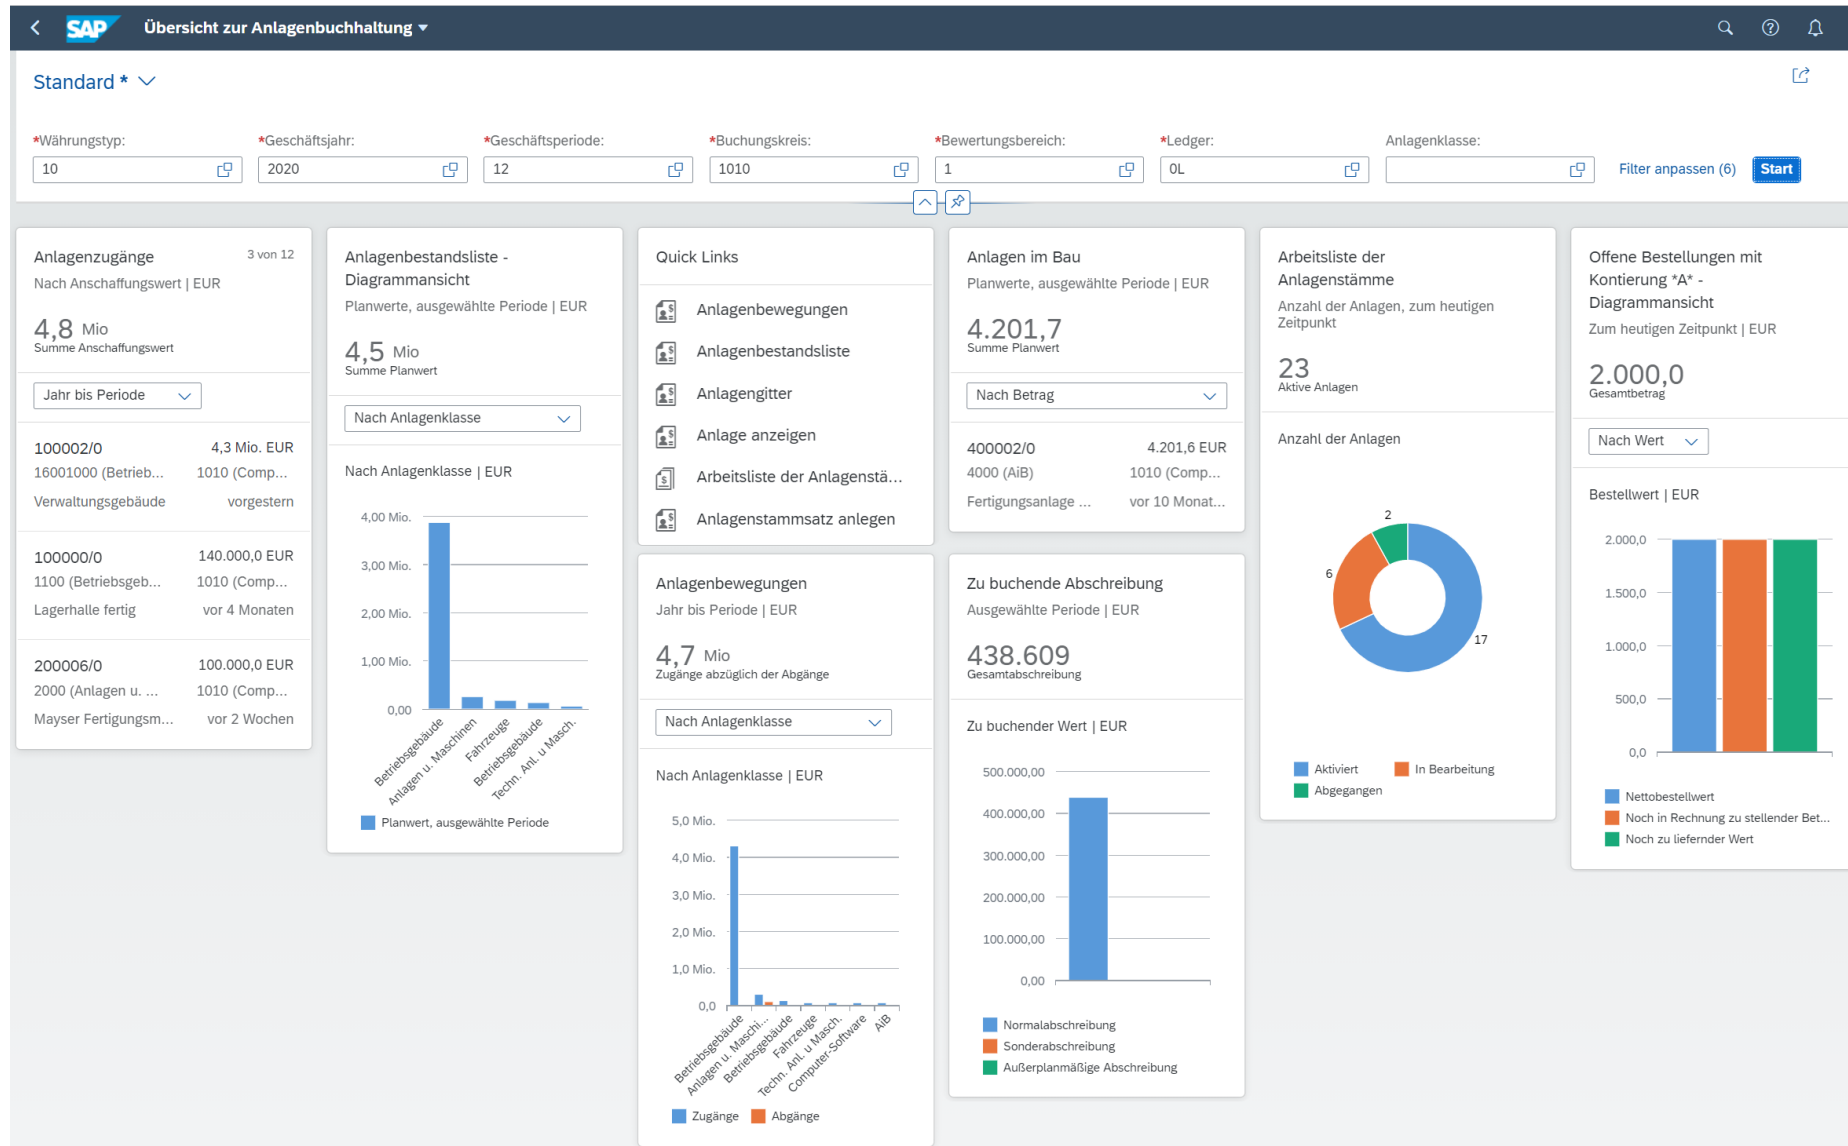 SAP
Übersicht zur Anlagenbuchhaltung
Standard *
*Währungstyp:
10
*Geschäftsjahr:
2020
*Geschäftsperiode:
12
*Buchungskreis:
1010
*Bewertungsbereich:
1
*Ledger:
0L
Anlagenklasse:
Filter anpassen (6)
Start
Anlagenzugänge
3 von 12
Nach Anschaffungswert | EUR
4,8 Mio
Summe Anschaffungswert
Jahr bis Periode
100002/0 4,3 Mio. EUR
16001000 (Betrieb... 1010 (Comp...
Verwaltungsgebäude vorgestern
100000/0 140.000,0 EUR
1100 (Betriebsgeb... 1010 (Comp...
Lagerhalle fertig vor 4 Monaten
200006/0 100.000,0 EUR
2000 (Anlagen u. ... 1010 (Comp...
Mayser Fertigungsm... vor 2 Wochen
Anlagenbestandsliste -
Diagrammansicht
Planwerte, ausgewählte Periode | EUR
4,5 Mio
Summe Planwert
Nach Anlagenklasse
Nach Anlagenklasse | EUR
4,00 Mio.
3,00 Mio.
2,00 Mio.
1,00 Mio.
0,00
Betriebsgebäude
Anlagen u. Maschinen
Fahrzeuge
Betriebsgebäude
Techn. Anl. u Masch.
Planwert, ausgewählte Periode
Quick Links
Anlagenbewegungen
Anlagenbestandsliste
Anlagengitter
Anlage anzeigen
Arbeitsliste der Anlagenstä...
Anlagenstammsatz anlegen
Anlagenbewegungen
Jahr bis Periode | EUR
4,7 Mio
Zugänge abzüglich der Abgänge
Nach Anlagenklasse
Nach Anlagenklasse | EUR
5,0 Mio.
4,0 Mio.
3,0 Mio.
2,0 Mio.
1,0 Mio.
0,0
Betriebsgebäude
Anlagen u. Maschi...
Betriebsgebäude
Fahrzeuge
Techn. Anl. u Masch.
Computer-Software
AiB
Zugänge Abgänge
Anlagen im Bau
Planwerte, ausgewählte Periode | EUR
4.201,7
Summe Planwert
Nach Betrag
400002/0 4.201,6 EUR
4000 (AiB) 1010 (Comp...
Fertigungsanlage ... vor 10 Monat...
Zu buchende Abschreibung
Ausgewählte Periode | EUR
438.609
Gesamtabschreibung
Zu buchender Wert | EUR
500.000,00
400.000,00
300.000,00
200.000,00
100.000,00
0,00
Normalabschreibung
Sonderabschreibung
Außerplanmäßige Abschreibung
Arbeitsliste der
Anlagenstämme
Anzahl der Anlagen, zum heutigen
Zeitpunkt
23
Aktive Anlagen
Anzahl der Anlagen
2
6
17
Aktiviert In Bearbeitung
Abgegangen
Offene Bestellungen mit
Kontierung *A* -
Diagrammansicht
Zum heutigen Zeitpunkt | EUR
2.000,0
Gesamtbetrag
Nach Wert
Bestellwert | EUR
2.000,0
1.500,0
1.000,0
500,0
0,0
Nettobestellwert
Noch in Rechnung zu stellender Bet...
Noch zu liefernder Wert